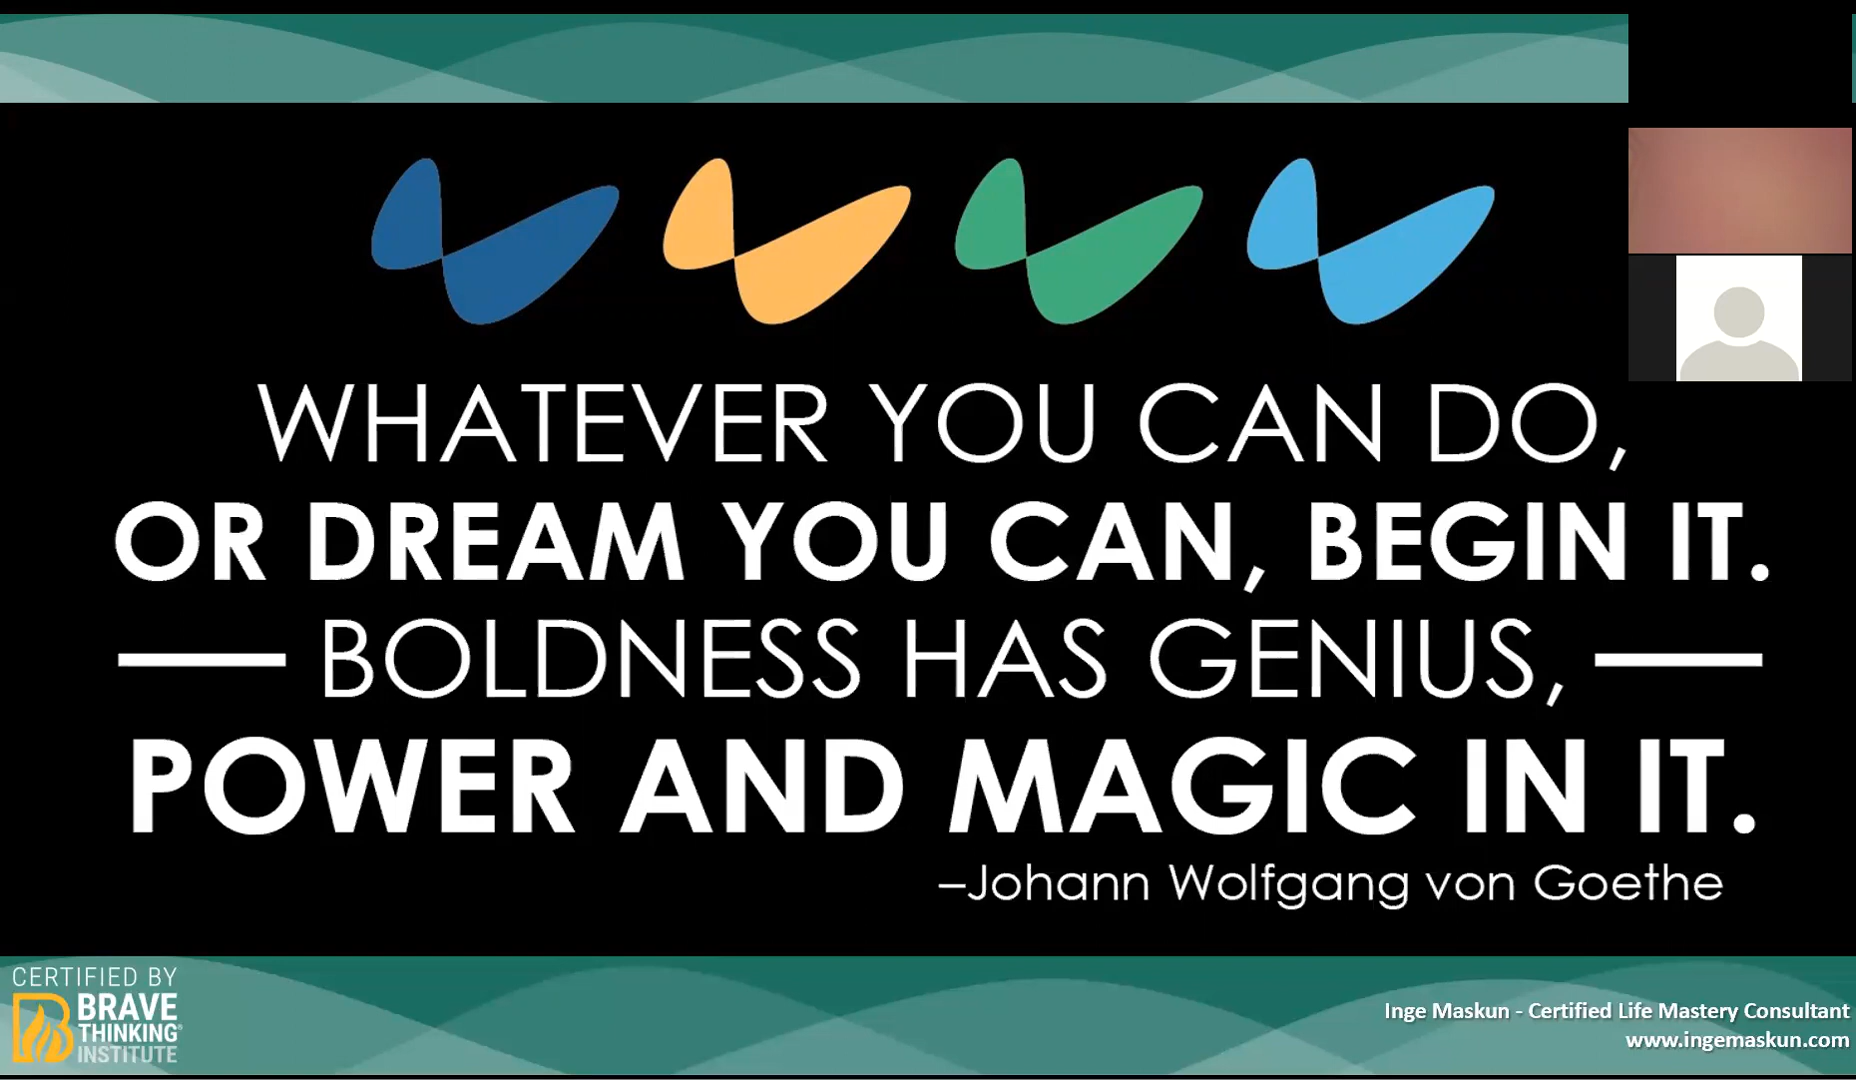 WHATEVER YOU CAN DO,
OR DREAM YOU CAN, BEGIN IT.
BOLDNESS HAS GENIUS,
POWER AND MAGIC IN IT.
–Johann Wolfgang von Goethe
CERTIFIED BY
BRAVE
THINKING®
INSTITUTE
Inge Maskun - Certified Life Mastery Consultant
www.ingemaskun.com